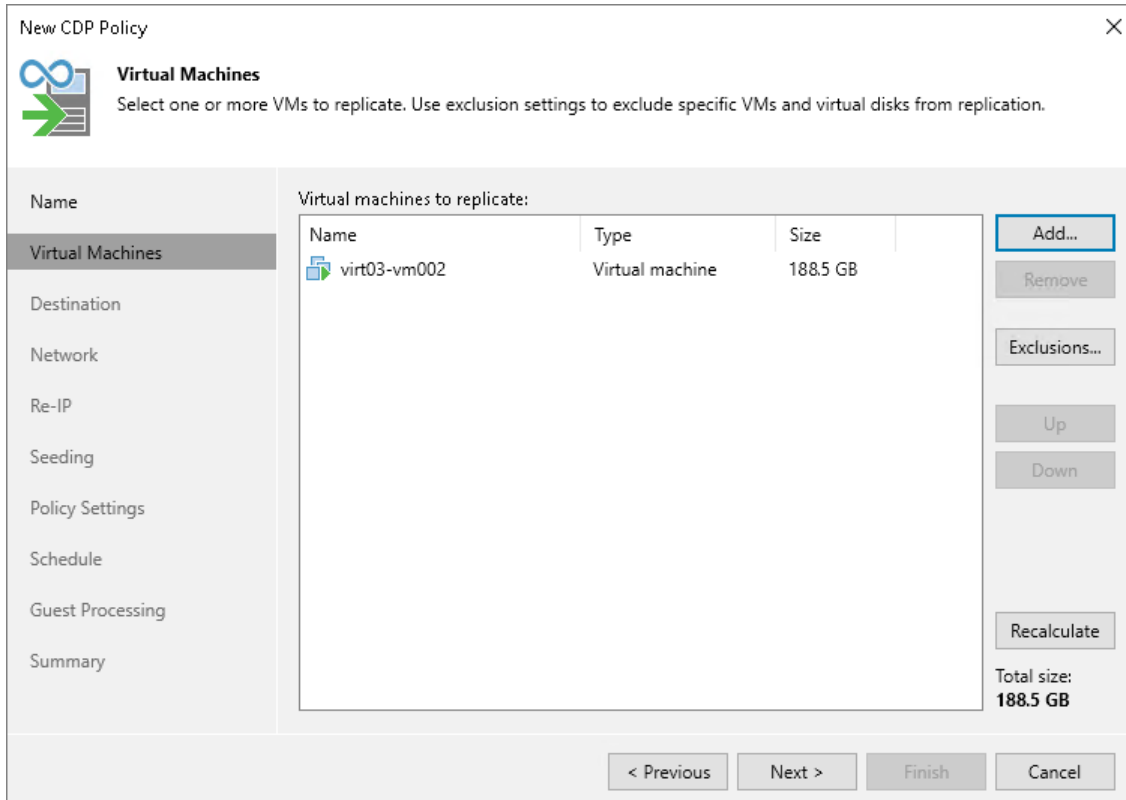 New CDP Policy
Virtual Machines
Select one or more VMs to replicate. Use exclusion settings to exclude specific VMs and virtual disks from replication.
Name
Virtual Machines
Destination
Network
Re-IP
Seeding
Policy Settings
Schedule
Guest Processing
Summary
Virtual machines to replicate:
Name Type Size
virt03-vm002 Virtual machine 188.5 GB
Add...
Remove
Exclusions...
Up
Down
Recalculate
Total size:
188.5 GB
< Previous Next > Finish Cancel